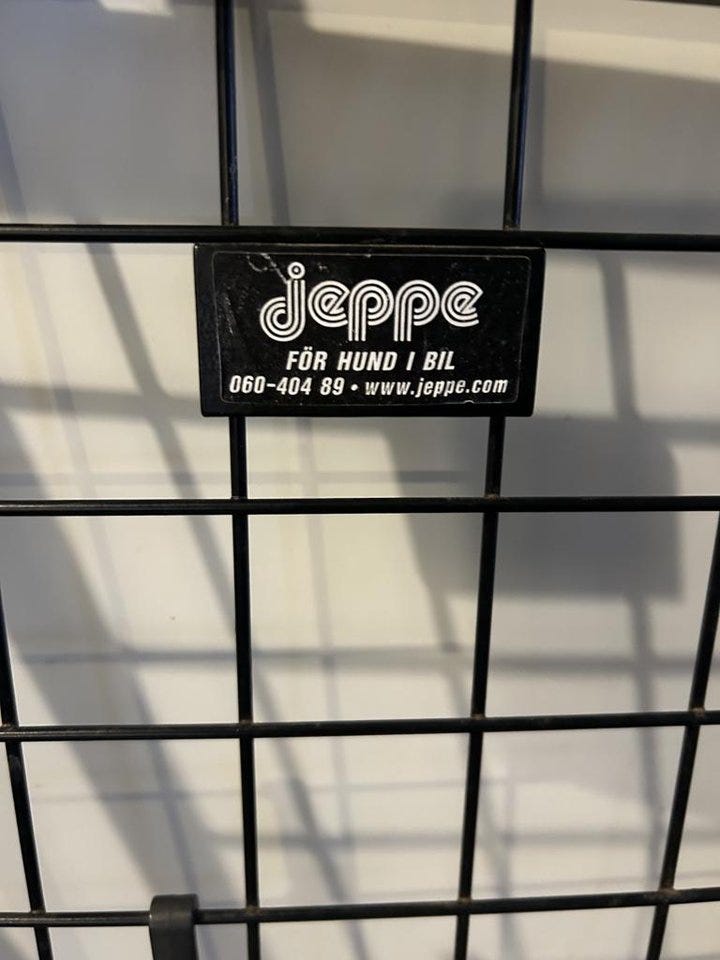 jeppe
FÖR HUND I BIL
060-404 89 • www.jeppe.com